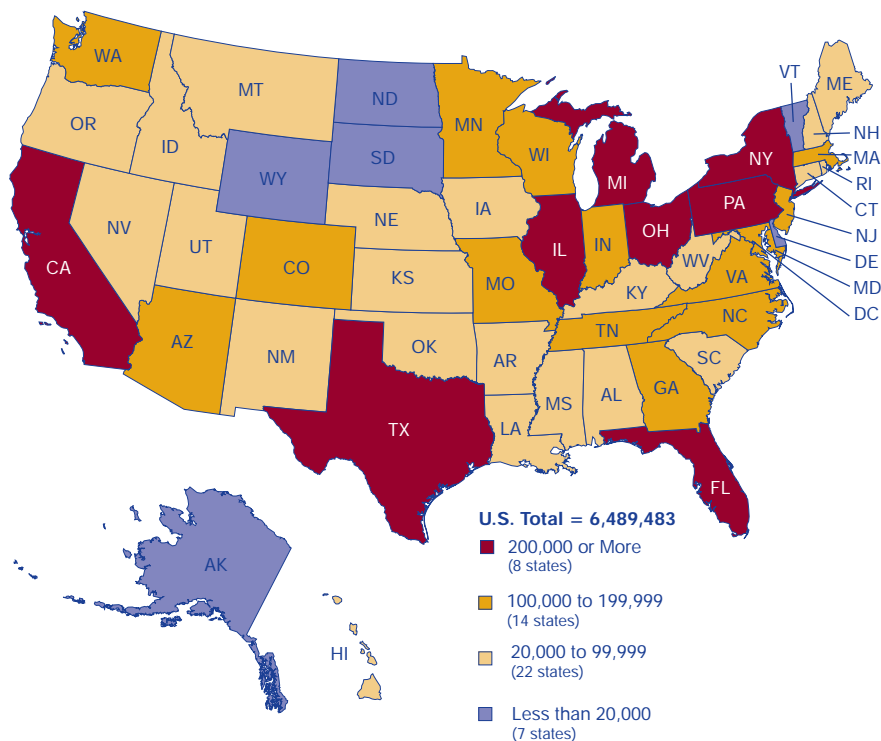 WA
VT
ME
MT
ND
OR
MN
NH
ID
WI
MA
SD
NY
WY
MI
RI
PA
CT
IA
NE
NV
OH
NJ
IL
IN
UT
DE
CA
CO
WV
KS
MO
VA
MD
KY
DC
NC
TN
AZ
OK
NM
AR
SC
GA
AL
MS
TX
LA
FL
U.S. Total = 6,489,483
200,000 or More
(8 states)
AK
100,000 to 199,999
(14 states)
HI
20,000 to 99,999
(22 states)
Less than 20,000
(7 states)